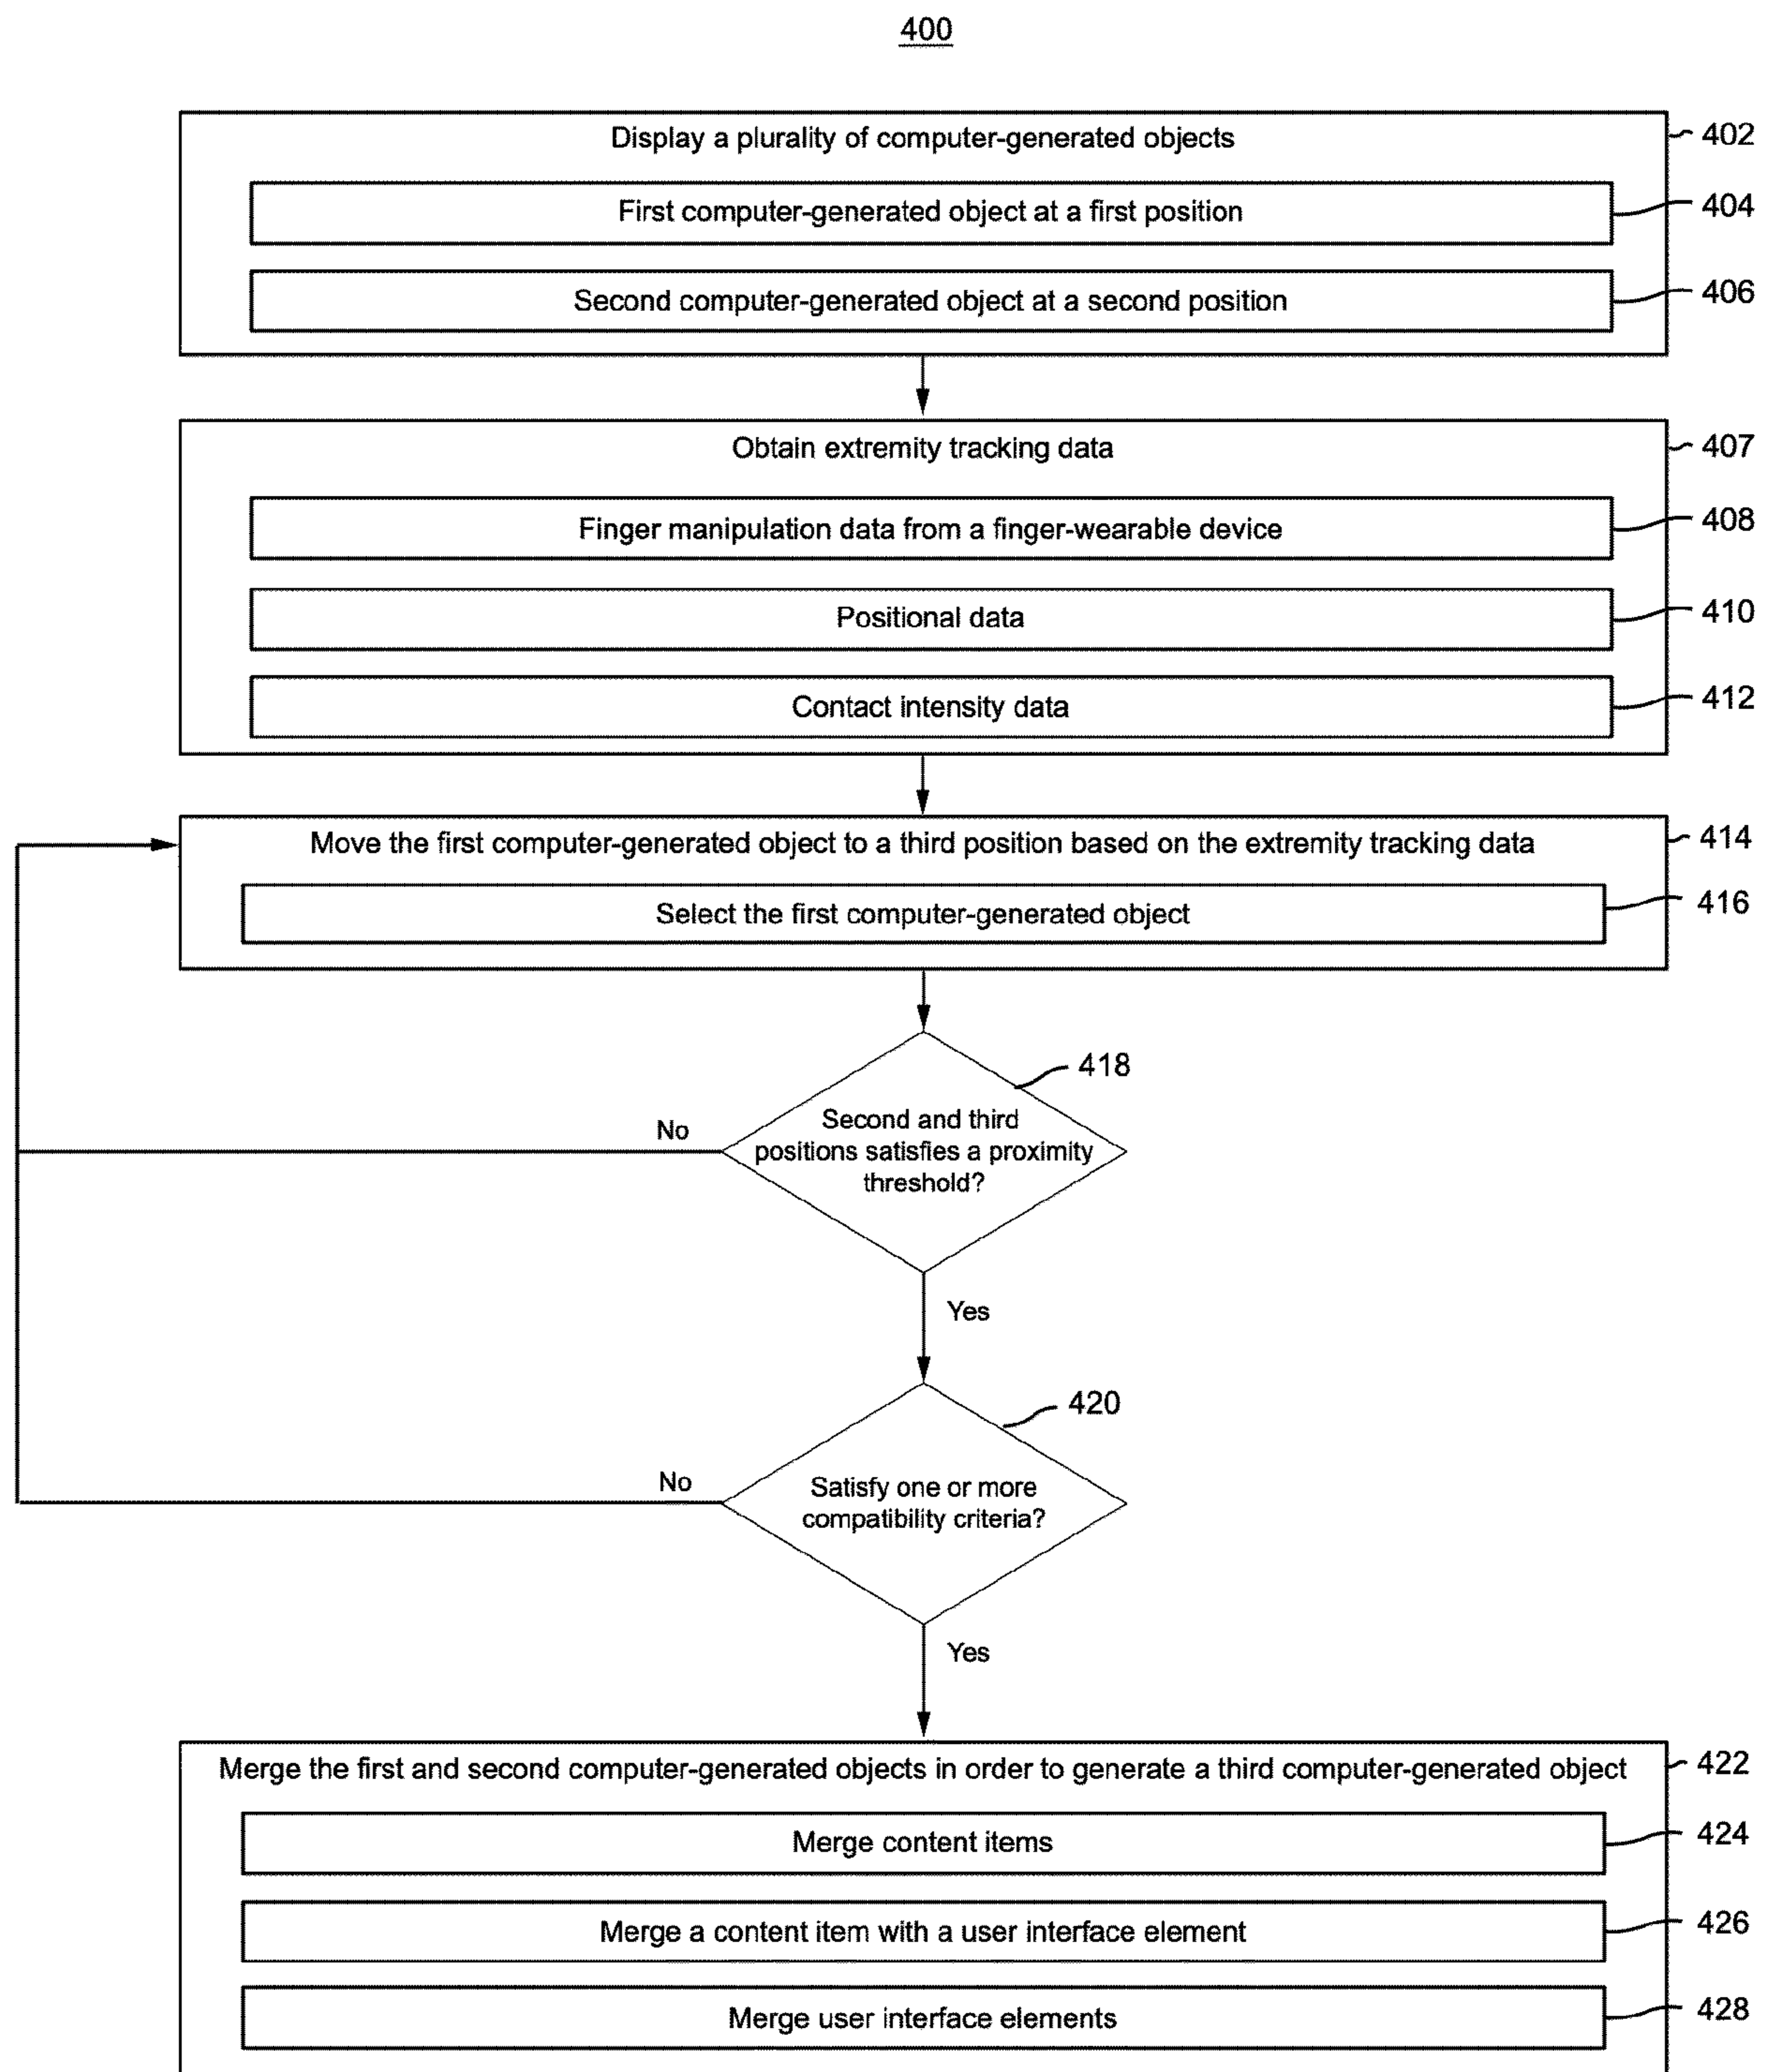 400
Display a plurality of computer-generated objects
402
First computer-generated object at a first position
404
Second computer-generated object at a second position
406
Obtain extremity tracking data
407
Finger manipulation data from a finger-wearable device
408
Positional data
410
Contact intensity data
412
Move the first computer-generated object to a third position based on the extremity tracking data
414
Select the first computer-generated object
416
418
Second and third
positions satisfies a proximity
threshold?
No
Yes
420
Satisfy one or more
compatibility criteria?
No
Yes
Merge the first and second computer-generated objects in order to generate a third computer-generated object
422
Merge content items
424
Merge a content item with a user interface element
426
Merge user interface elements
428